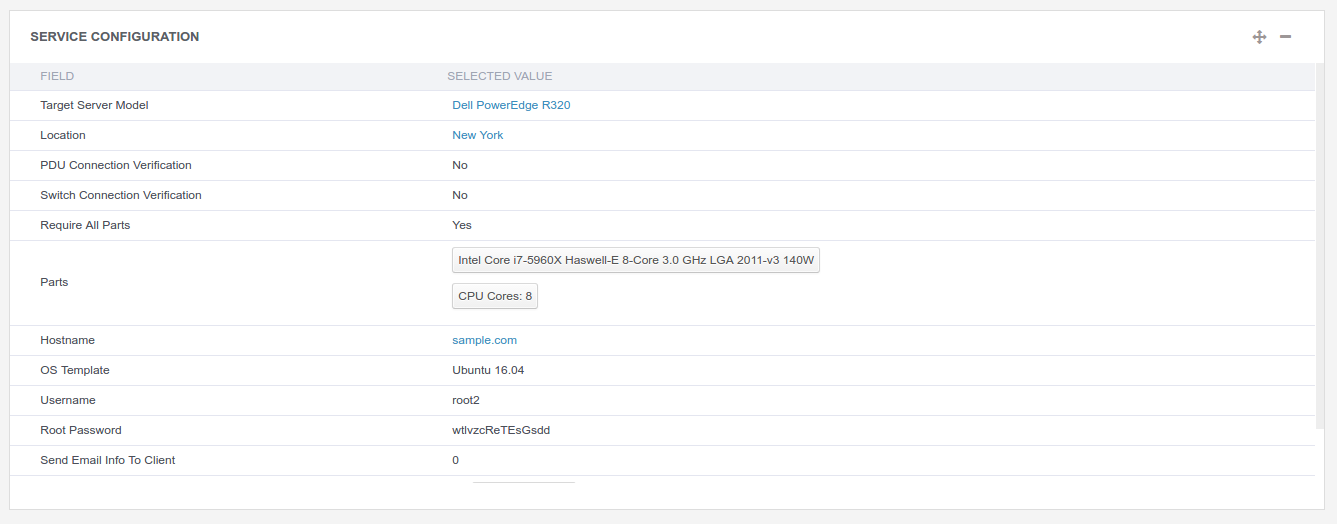 SERVICE CONFIGURATION
FIELD SELECTED VALUE
Target Server Model Dell PowerEdge R320
Location New York
PDU Connection Verification No
Switch Connection Verification No
Require All Parts Yes
Intel Core i7-5960X Haswell-E 8-Core 3.0 GHz LGA 2011-v3 140W
Parts
CPU Cores: 8
Hostname sample.com
OS Template Ubuntu 16.04
Username root2
Root Password wtlvzcReTEsGsdd
Send Email Info To Client 0